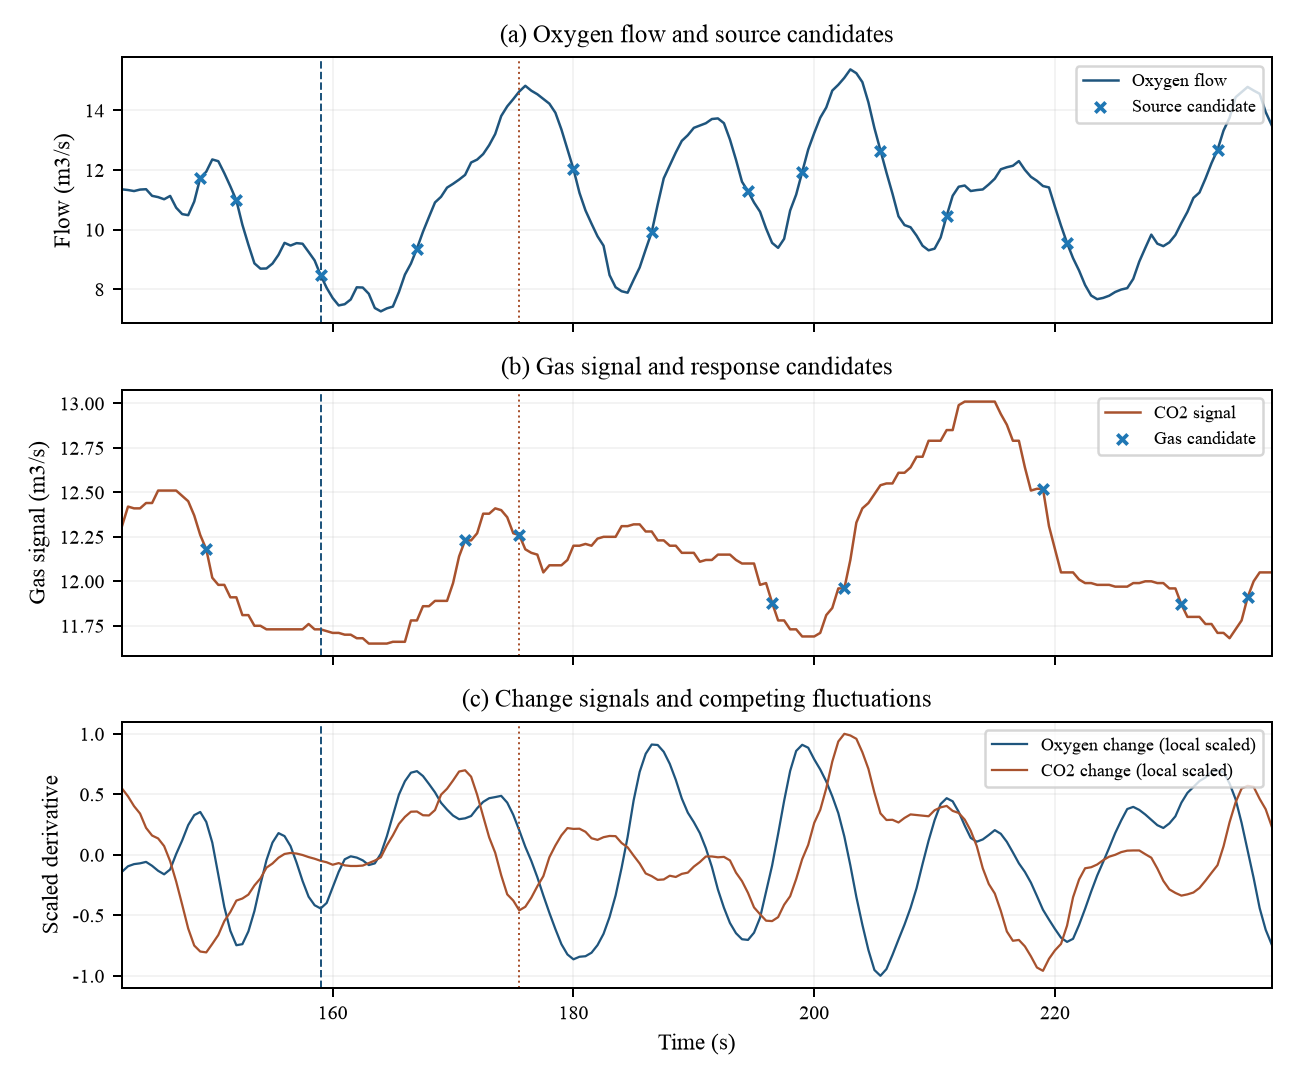 (a) Oxygen flow and source candidates
Flow (m3/s)
14
12
10
8
Oxygen flow
Source candidate
(b) Gas signal and response candidates
Gas signal (m3/s)
13.00
12.75
12.50
12.25
12.00
11.75
CO2 signal
Gas candidate
(c) Change signals and competing fluctuations
Scaled derivative
1.0
0.5
0.0
-0.5
-1.0
Oxygen change (local scaled)
CO2 change (local scaled)
160
180
200
220
Time (s)